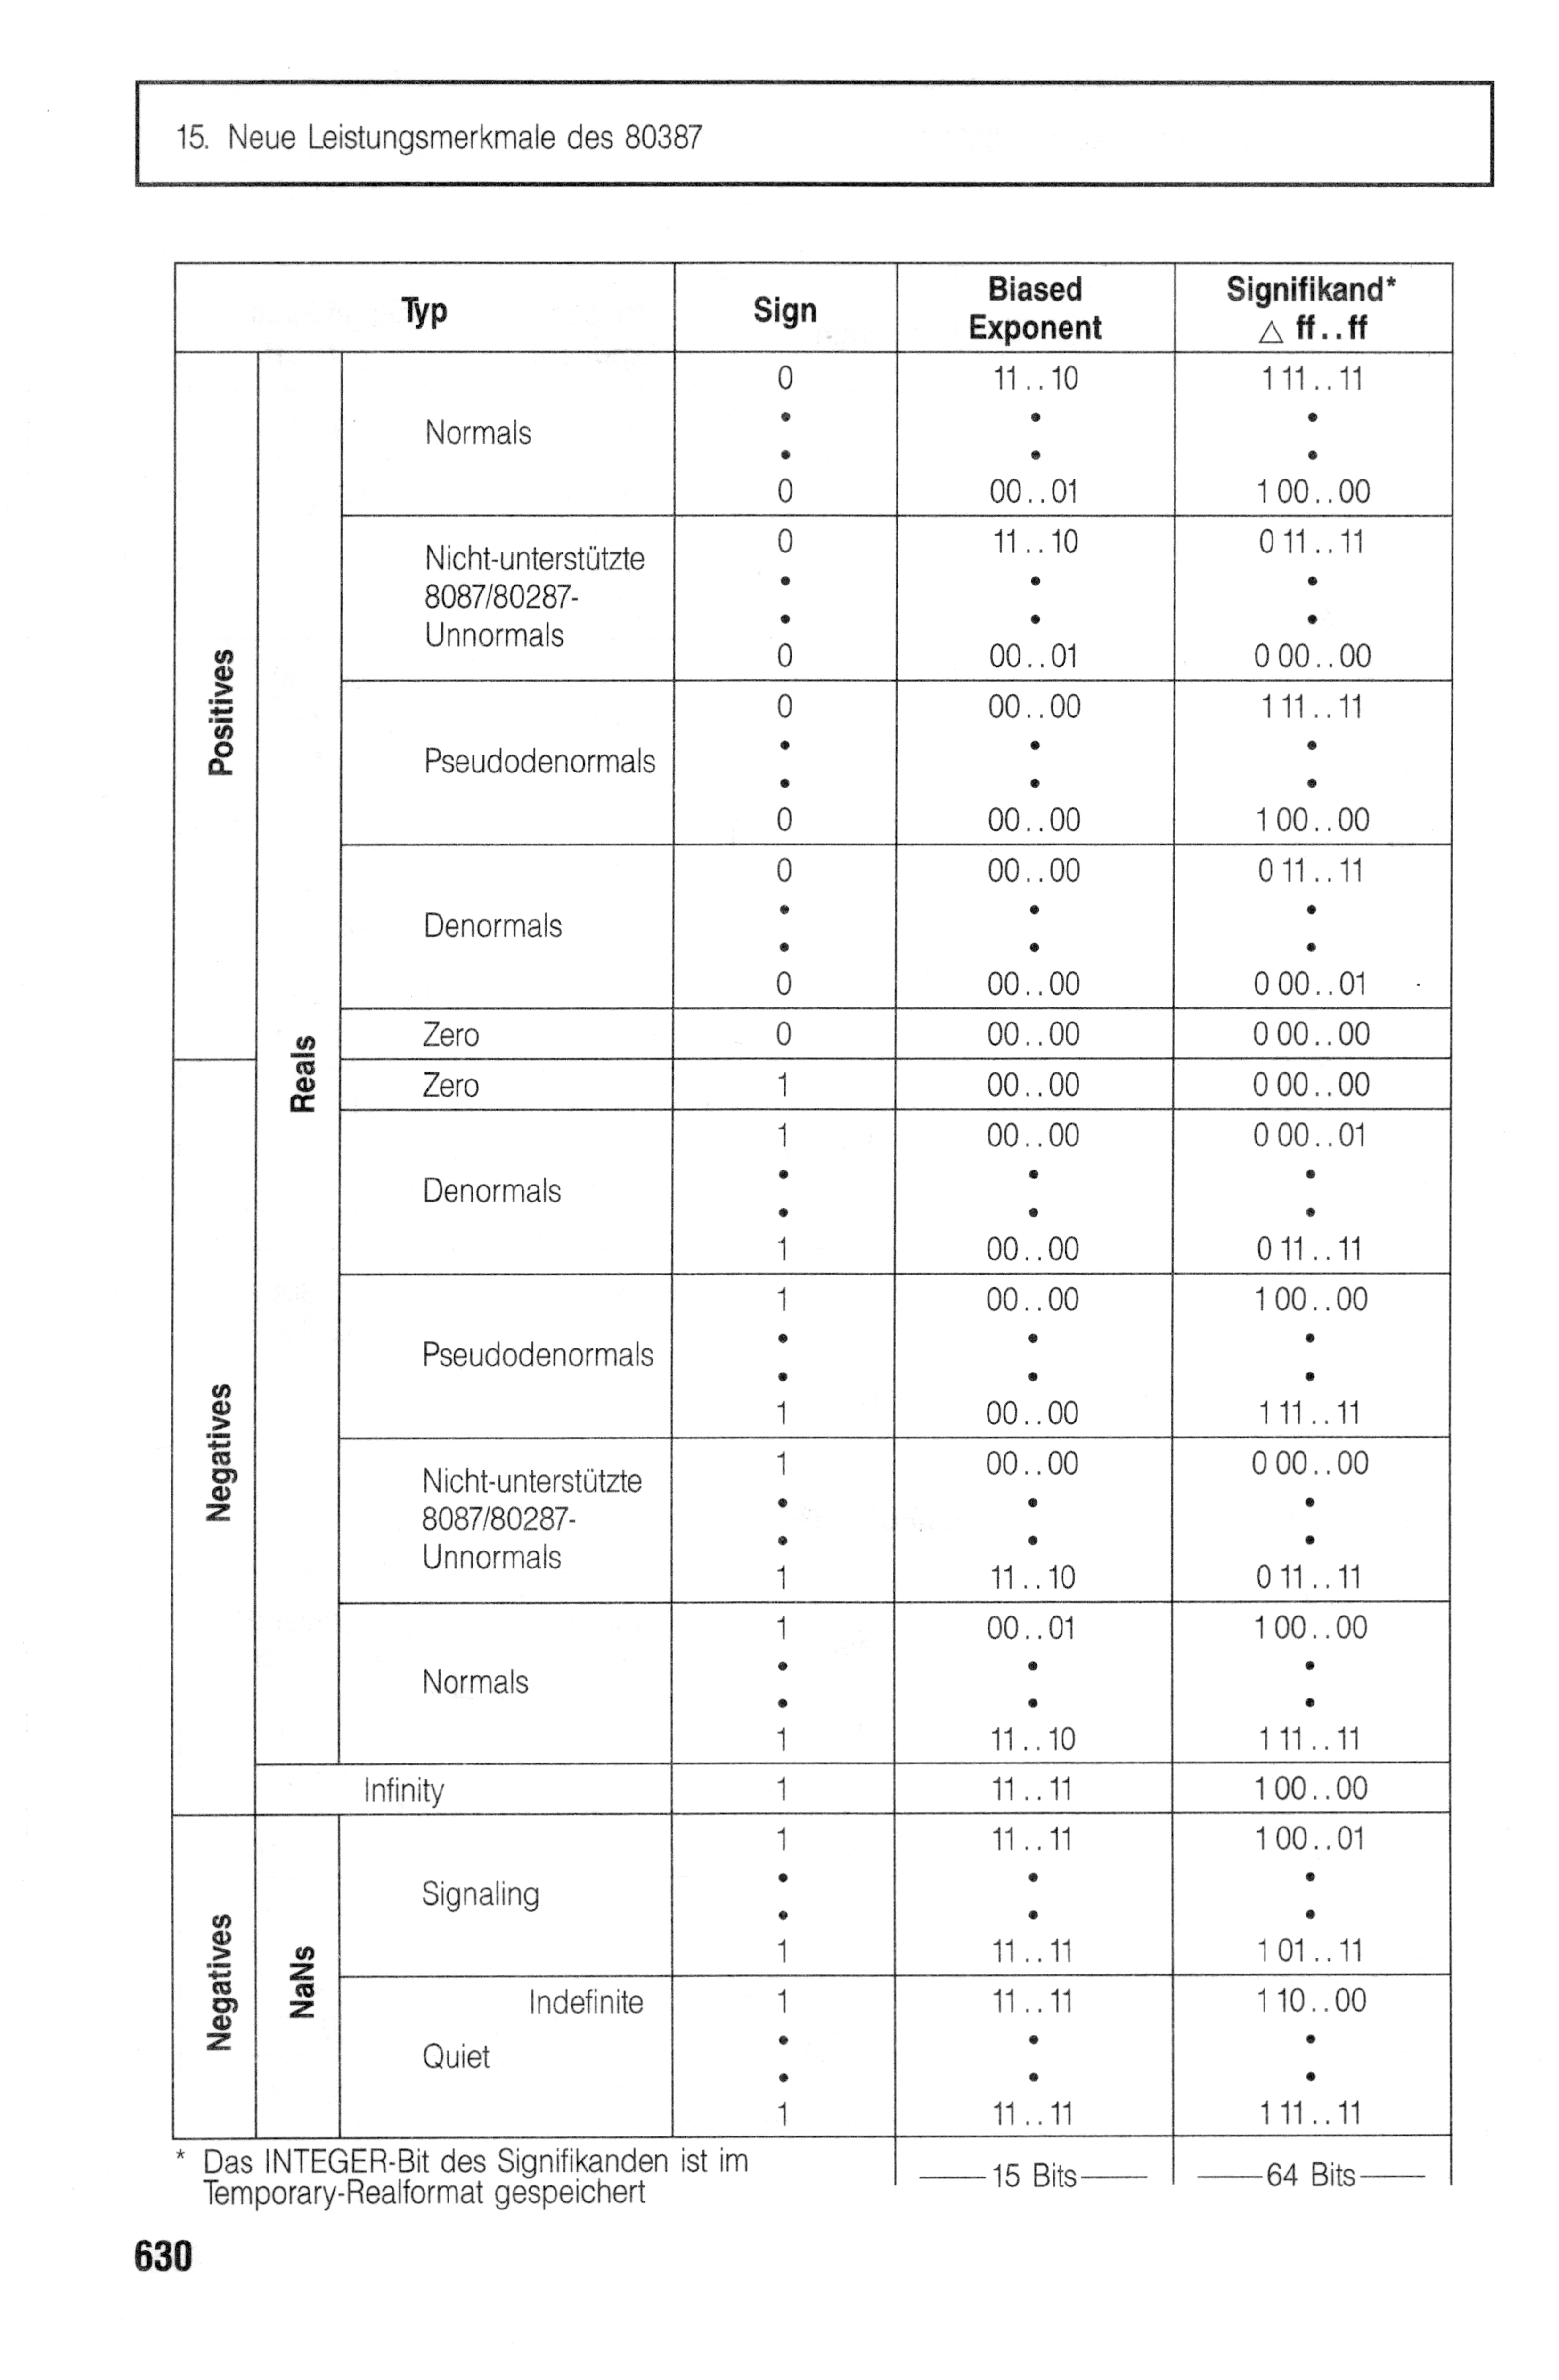 15. Neue Leistungsmerkmale des 80387
Typ Sign Biased Exponent Signifikand* △ ff..ff
Positives
Reals
Normals
0 11..10 1 11..11
• • •
• • •
0 00..01 1 00..00
Nicht-unterstützte
8087/80287-
Unnormals
0 11..10 0 11..11
• • •
• • •
0 00..01 0 00..00
Pseudodenormals
0 00..00 1 11..11
• • •
• • •
0 00..00 1 00..00
Denormals
0 00..00 0 11..11
• • •
• • •
0 00..00 0 00..01
Zero 0 00..00 0 00..00
Negatives
Zero 1 00..00 0 00..00
Denormals
1 00..00 0 00..01
• • •
• • •
1 00..00 0 11..11
Pseudodenormals
1 00..00 1 00..00
• • •
• • •
1 00..00 1 11..11
Nicht-unterstützte
8087/80287-
Unnormals
1 00..00 0 00..00
• • •
• • •
1 11..10 0 11..11
Normals
1 00..01 1 00..00
• • •
• • •
1 11..10 1 11..11
Infinity 1 11..11 1 00..00
Negatives
NaNs
Signaling
1 11..11 1 00..01
• • •
• • •
1 11..11 1 01..11
Indefinite 1 11..11 1 10..00
Quiet
• • •
• • •
1 11..11 1 11..11
* Das INTEGER-Bit des Signifikanden ist im
Temporary-Realformat gespeichert
15 Bits 64 Bits
630